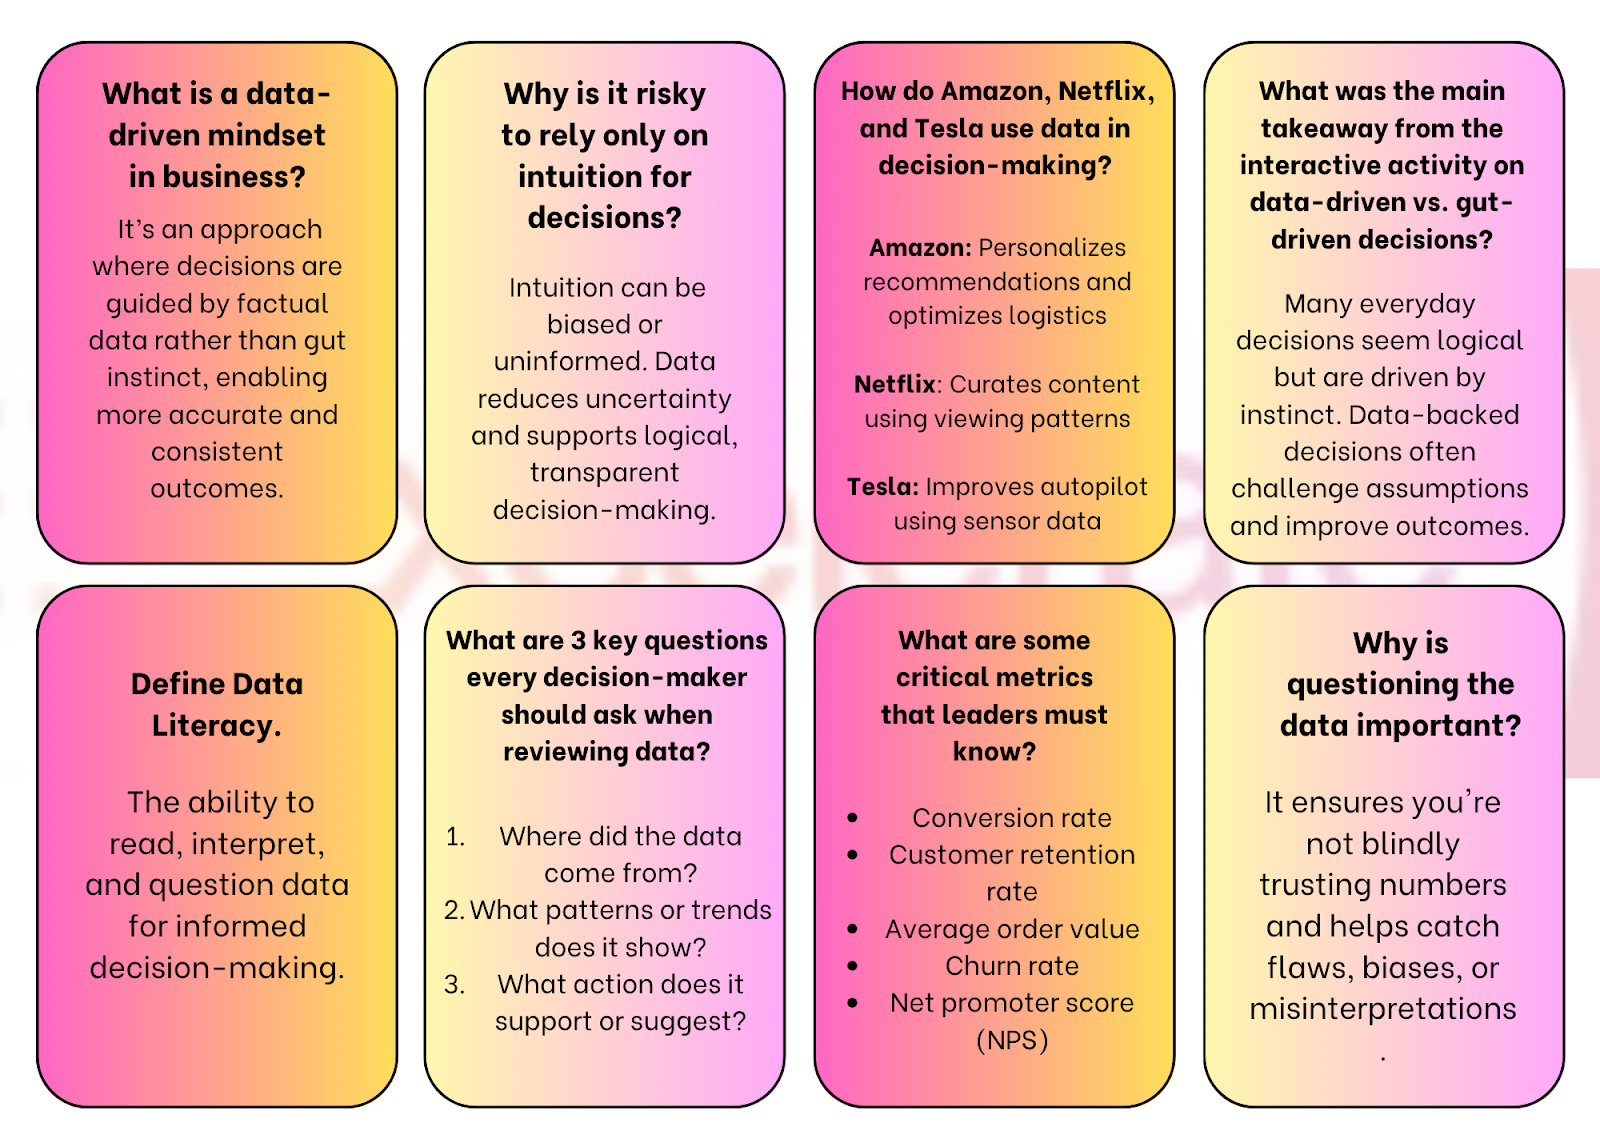 What is a data-
driven mindset
in business?
It's an approach
where decisions are
guided by factual
data rather than gut
instinct, enabling
more accurate and
consistent
outcomes.
Why is it risky
to rely only on
intuition for
decisions?
Intuition can be
biased or
uninformed. Data
reduces uncertainty
and supports logical,
transparent
decision-making.
How do Amazon, Netflix,
and Tesla use data in
decision-making?
Amazon: Personalizes
recommendations and
optimizes logistics
Netflix: Curates content
using viewing patterns
Tesla: Improves autopilot
using sensor data
What was the main
takeaway from the
interactive activity on
data-driven vs. gut-
driven decisions?
Many everyday
decisions seem logical
but are driven by
instinct. Data-backed
decisions often
challenge assumptions
and improve outcomes.
Define Data
Literacy.
The ability to
read, interpret,
and question data
for informed
decision-making.
What are 3 key questions
every decision-maker
should ask when
reviewing data?
1. Where did the data
come from?
2. What patterns or trends
does it show?
3. What action does it
support or suggest?
What are some
critical metrics
that leaders must
know?
• Conversion rate
• Customer retention
rate
• Average order value
• Churn rate
• Net promoter score
(NPS)
Why is
questioning the
data important?
It ensures you're
not blindly
trusting numbers
and helps catch
flaws, biases, or
misinterpretations
.